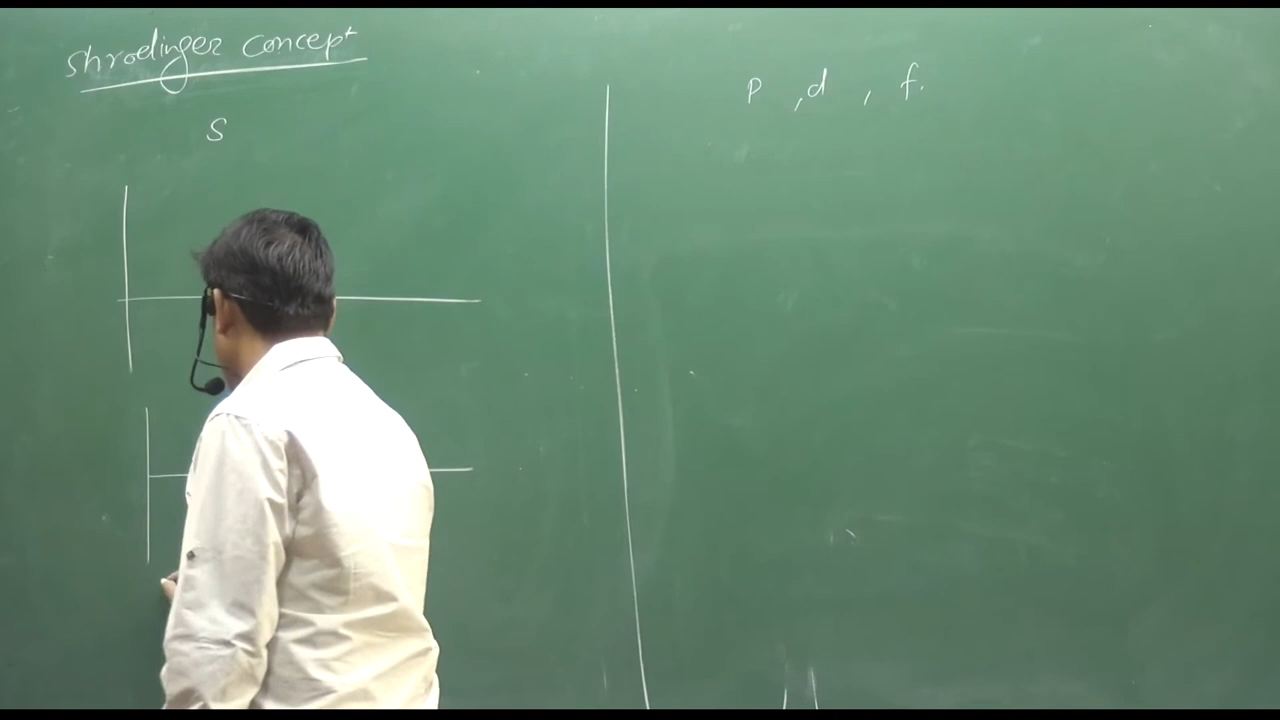 Shrodinger concept
S
p , d , f.